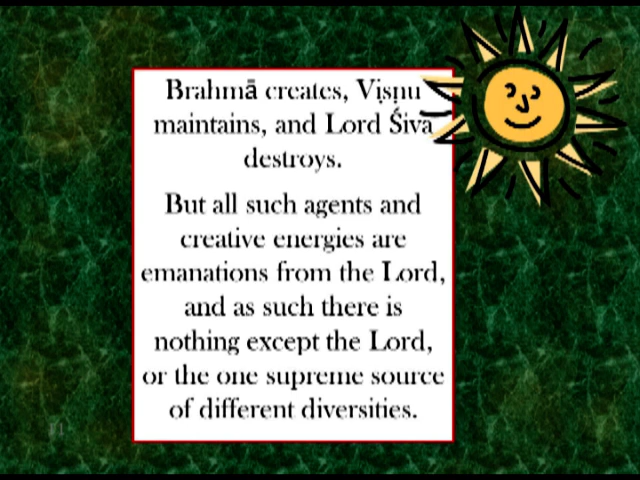 Brahmā creates, Viṣṇu
maintains, and Lord Śiva
destroys.
But all such agents and
creative energies are
emanations from the Lord,
and as such there is
nothing except the Lord,
or the one supreme source
of different diversities.